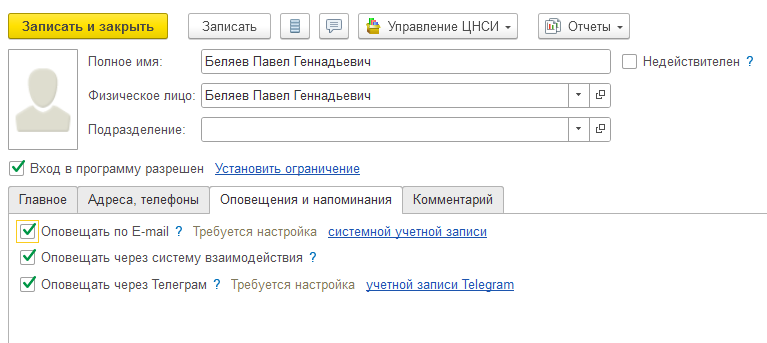 Записать и закрыть Записать Управление ЦНСИ Отчеты
Полное имя: Беляев Павел Геннадьевич Недействителен ?
Физическое лицо: Беляев Павел Геннадьевич
Подразделение:
Вход в программу разрешен Установить ограничение
Главное Адреса, телефоны Оповещения и напоминания Комментарий
Оповещать по E-mail ? Требуется настройка системной учетной записи
Оповещать через систему взаимодействия ?
Оповещать через Телеграм ? Требуется настройка учетной записи Telegram